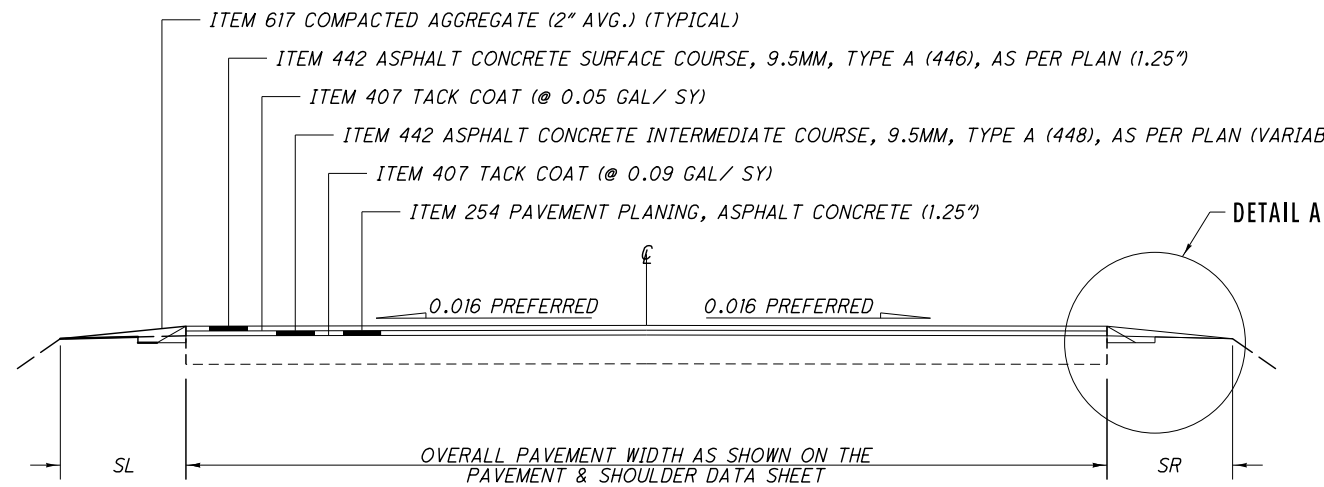 ITEM 617 COMPACTED AGGREGATE (2" AVG.) (TYPICAL)
ITEM 442 ASPHALT CONCRETE SURFACE COURSE, 9.5MM, TYPE A (446), AS PER PLAN (1.25")
ITEM 407 TACK COAT (@ 0.05 GAL/ SY)
ITEM 442 ASPHALT CONCRETE INTERMEDIATE COURSE, 9.5MM, TYPE A (448), AS PER PLAN (VARIAB
ITEM 407 TACK COAT (@ 0.09 GAL/ SY)
ITEM 254 PAVEMENT PLANING, ASPHALT CONCRETE (1.25")
DETAIL A
℄
0.016 PREFERRED
0.016 PREFERRED
SL
OVERALL PAVEMENT WIDTH AS SHOWN ON THE
PAVEMENT & SHOULDER DATA SHEET
SR